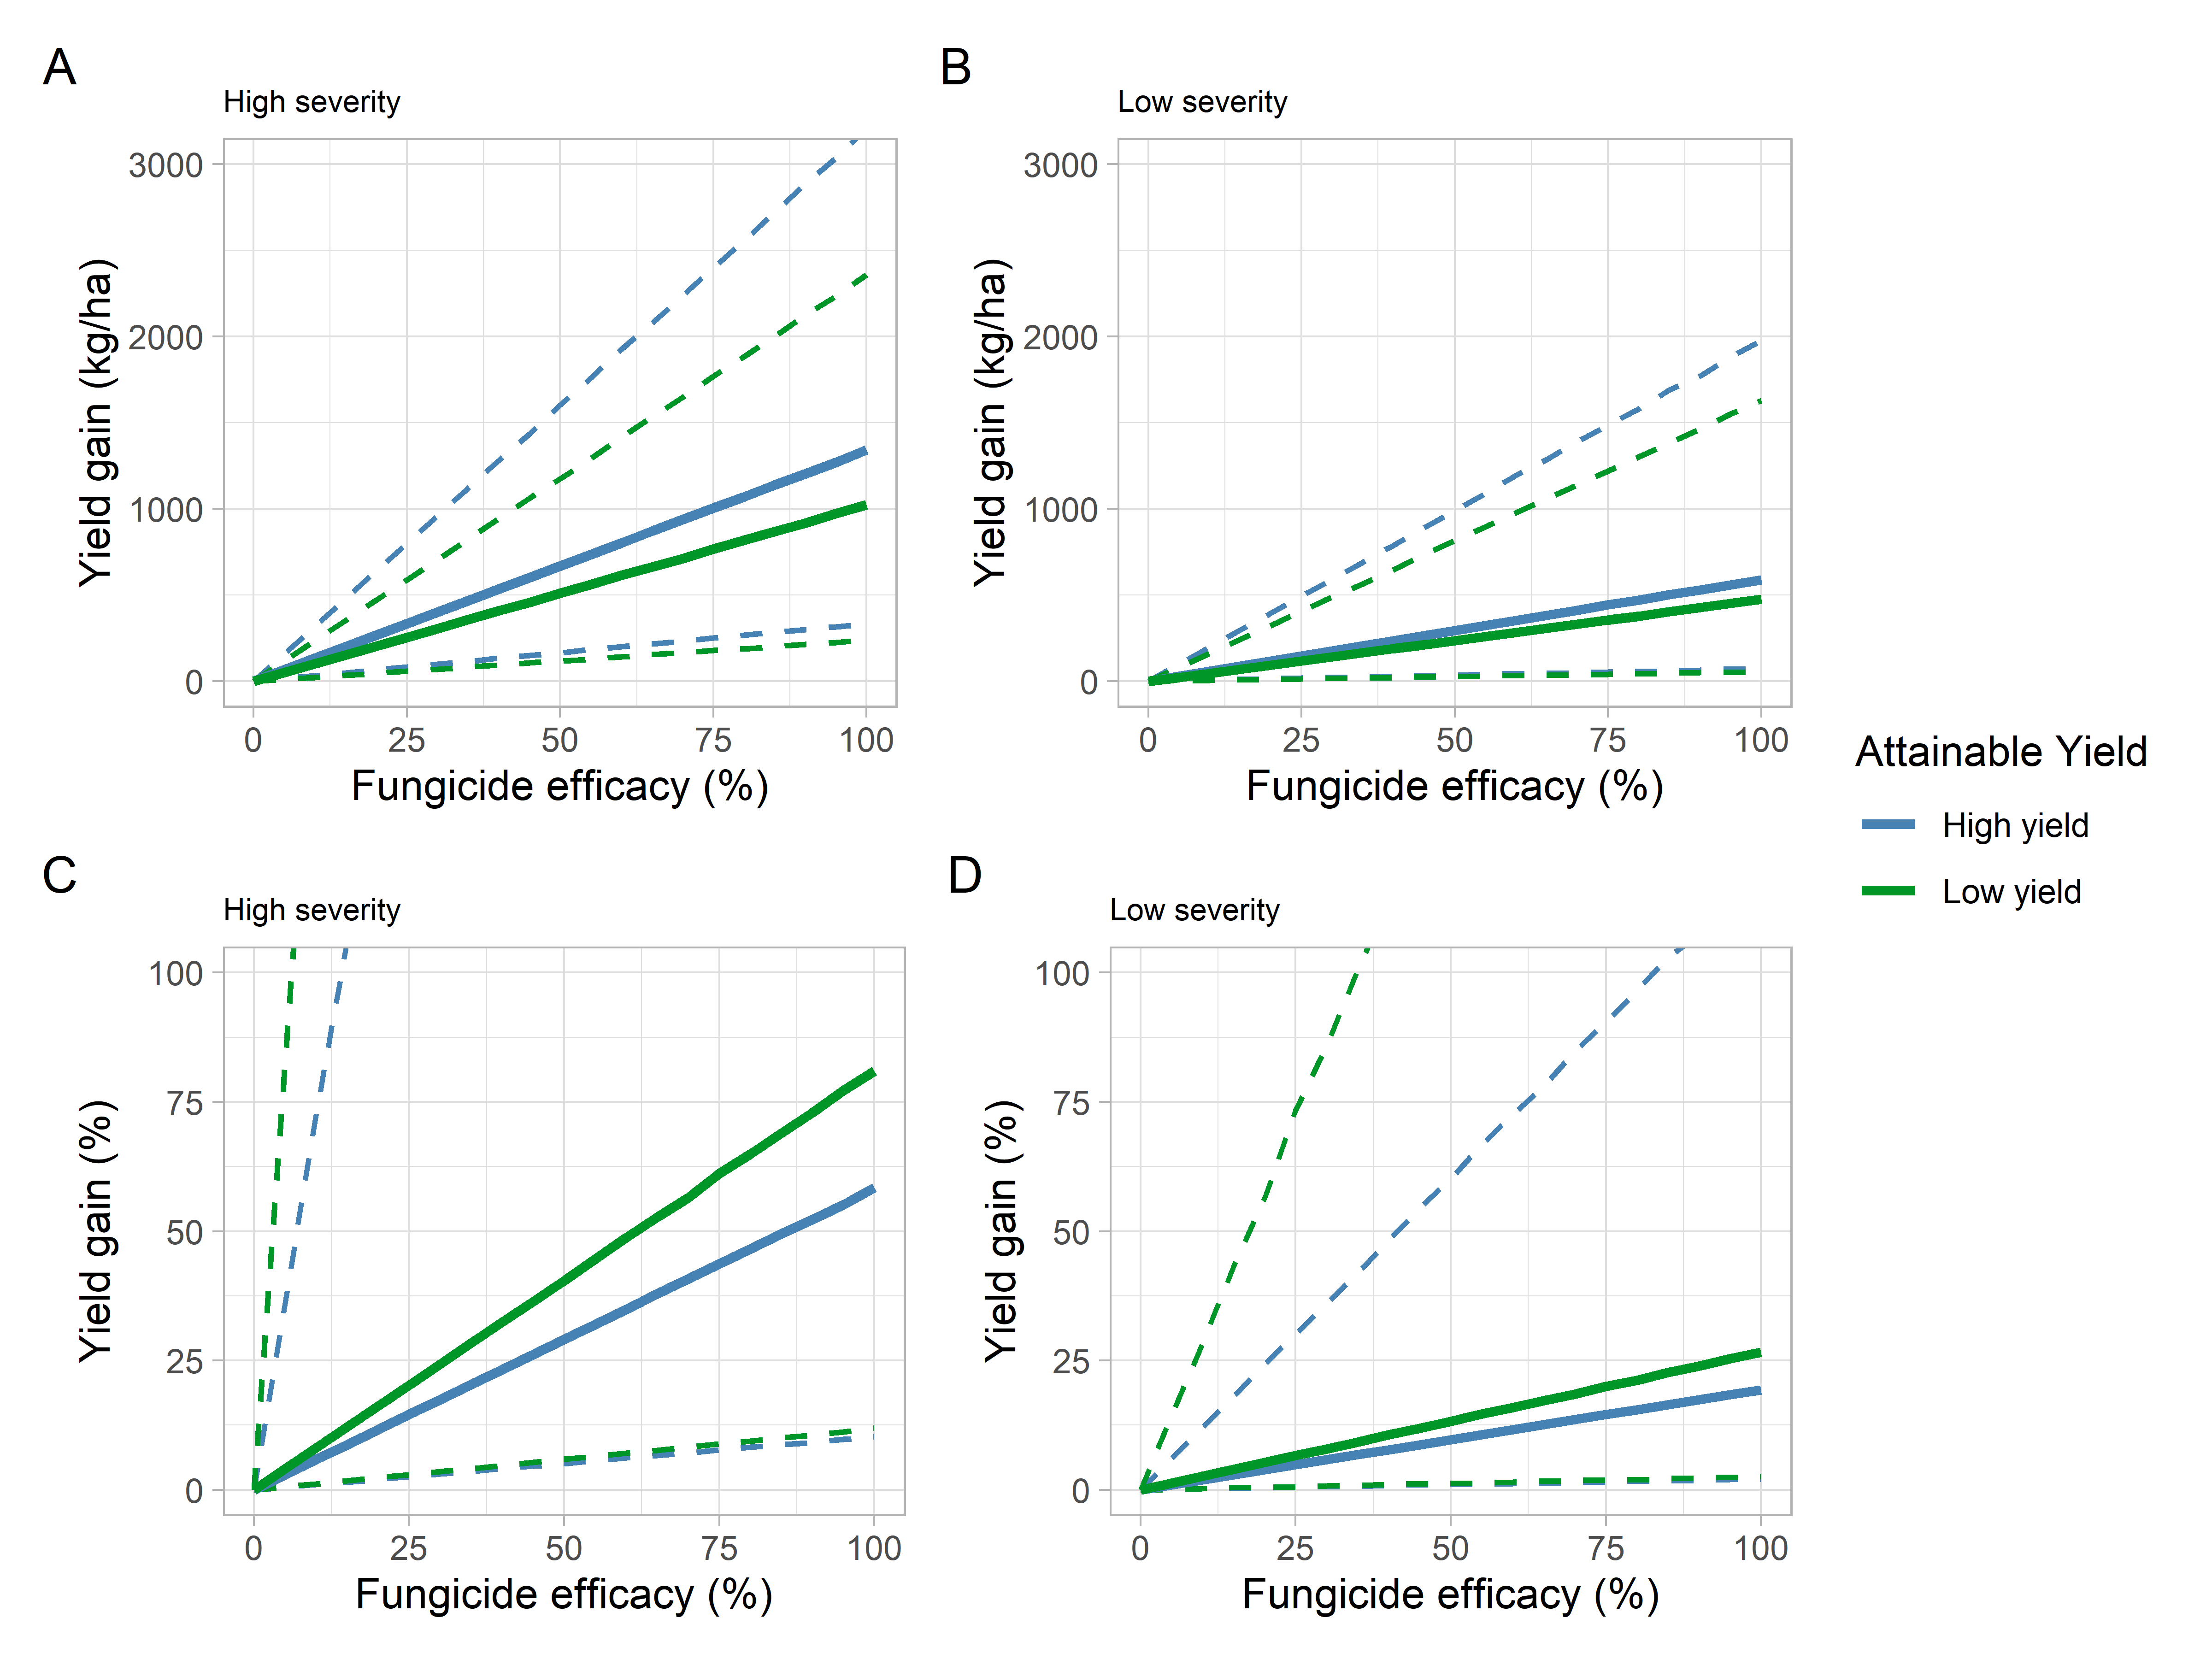 A
High severity
3000
2000
1000
0
Yield gain (kg/ha)
0 25 50 75 100
Fungicide efficacy (%)
B
Low severity
3000
2000
1000
0
Yield gain (kg/ha)
0 25 50 75 100
Fungicide efficacy (%)
C
High severity
100
75
50
25
0
Yield gain (%)
0 25 50 75 100
Fungicide efficacy (%)
D
Low severity
100
75
50
25
0
Yield gain (%)
0 25 50 75 100
Fungicide efficacy (%)
Attainable Yield
High yield
Low yield